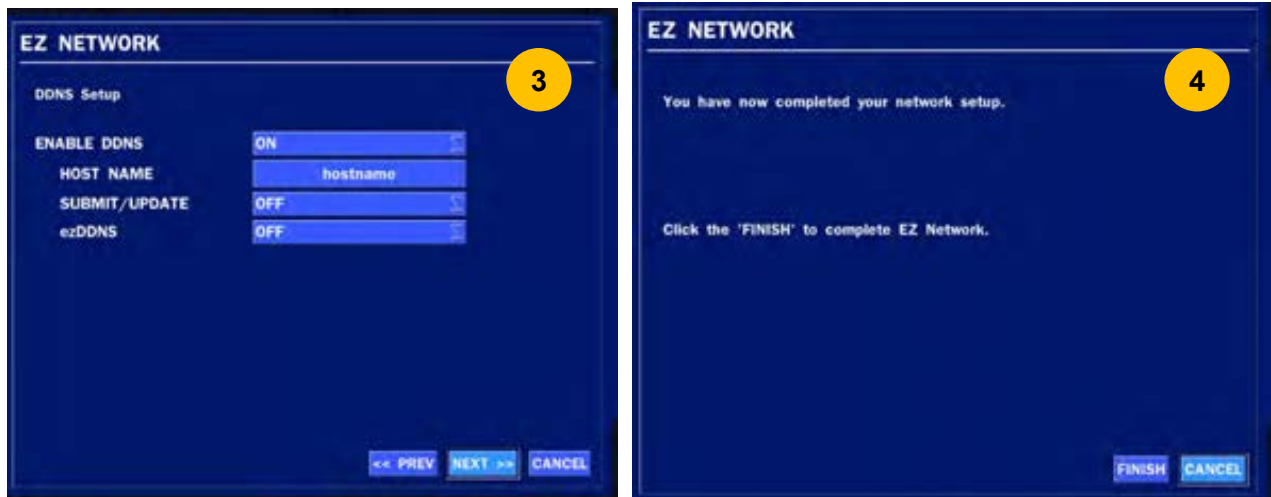 EZ NETWORK
3
DDNS Setup
ENABLE DDNS ON
HOST NAME hostname
SUBMIT/UPDATE OFF
ezDDNS OFF
<< PREV NEXT >> CANCEL
EZ NETWORK
4
You have now completed your network setup.
Click the 'FINISH' to complete EZ Network.
FINISH CANCEL